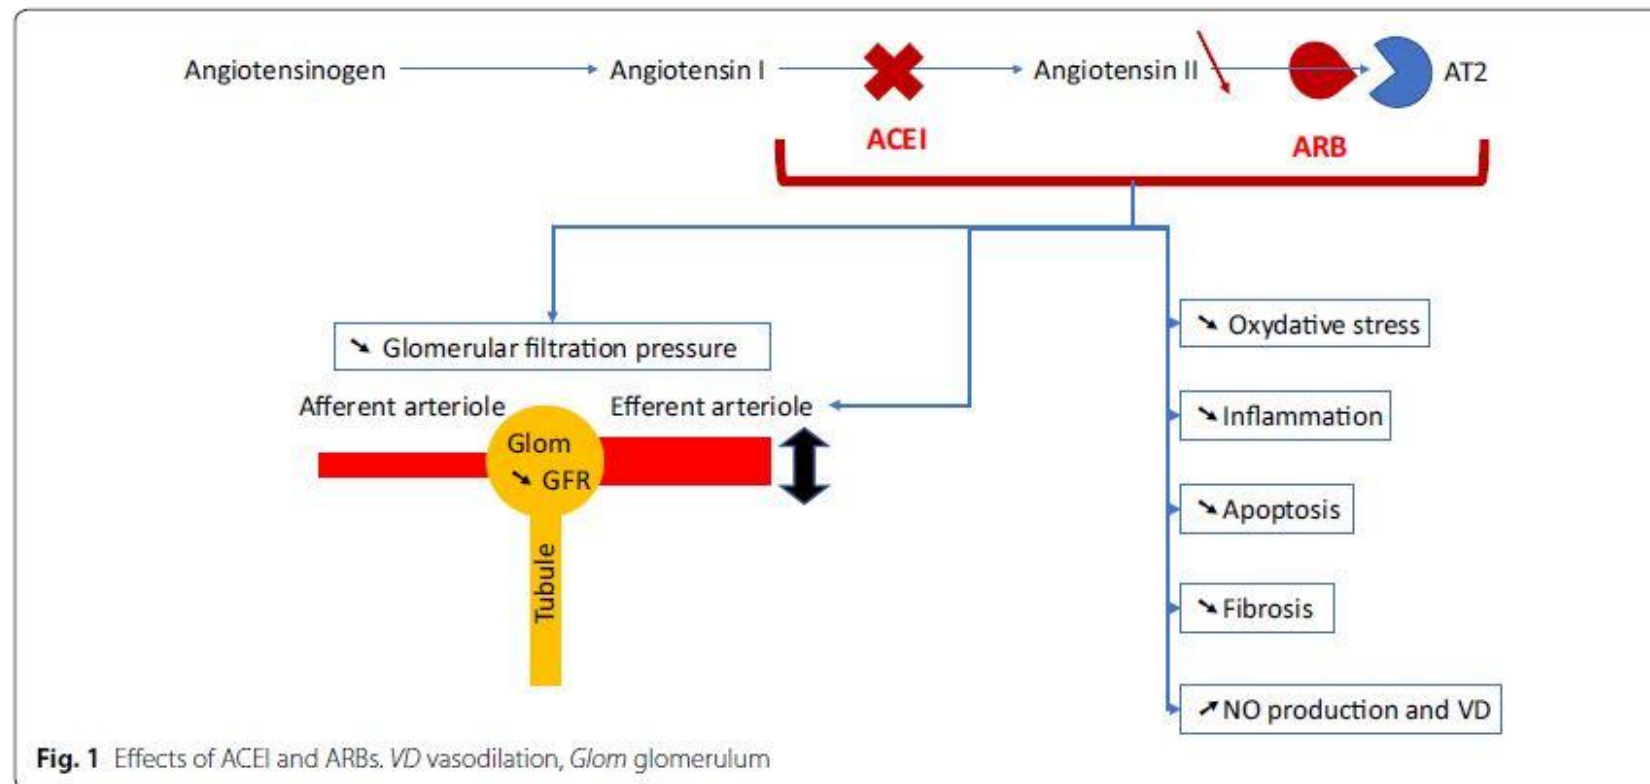 Angiotensinogen Angiotensin I Angiotensin II AT2
ACEI ARB
➘ Glomerular filtration pressure
Afferent arteriole Efferent arteriole
Glom
➘ GFR
Tubule
➘ Oxydative stress
➘ Inflammation
➘ Apoptosis
➘ Fibrosis
➚ NO production and VD
Fig. 1 Effects of ACEI and ARBs. VD vasodilation, Glom glomerulum